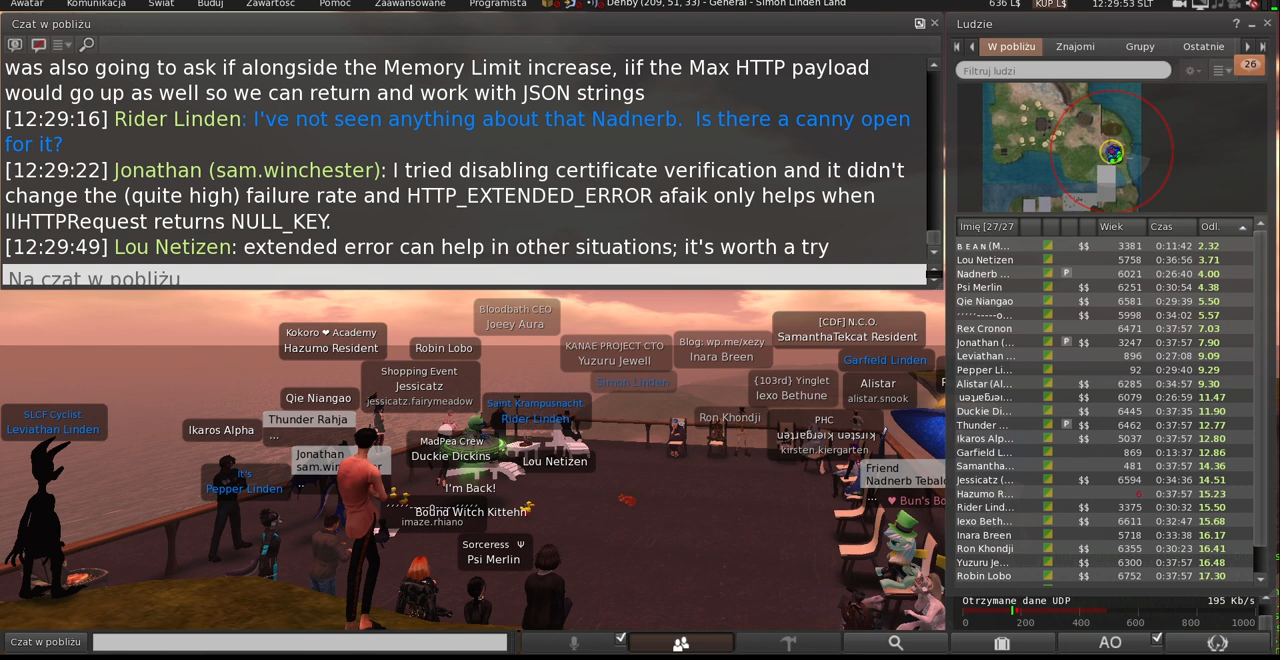 Awatar Komunikacja Świat Buduj Zawartość Pomoc Zaawansowane Programista Denby (209, 51, 33) - General - Simon Linden Land 636 L$ KUP L$ 12:29:53 SLT
Czat w pobliżu
was also going to ask if alongside the Memory Limit increase, iif the Max HTTP payload
would go up as well so we can return and work with JSON strings
[12:29:16] Rider Linden: I've not seen anything about that Nadnerb.  Is there a canny open
for it?
[12:29:22] Jonathan (sam.winchester): I tried disabling certificate verification and it didn't
change the (quite high) failure rate and HTTP_EXTENDED_ERROR afaik only helps when
llHTTPRequest returns NULL_KEY.
[12:29:49] Lou Netizen: extended error can help in other situations; it's worth a try
Na czat w pobliżu
Bloodbath CEO
Joeey Aura
Kokoro ❤ Academy
Hazumo Resident
Robin Lobo
KANAE PROJECT CTO
Yuzuru Jewell
Blog: wp.me/xezy
Inara Breen
[CDF] N.C.O.
SamanthaTekcat Resident
Garfield Linden
Shopping Event
Jessicatz
jessicatz.fairymeadow
Simon Linden
{103rd} Yinglet
Iexo Bethune
Alistar
alistar.snook
Qie Niangao
Saint Krampusnacht
Rider Linden
SLCF Cyclist
Leviathan Linden
Thunder Rahja
...
Ikaros Alpha
Ron Khondji
PHC
kirsten.kiergarten
MadPea Crew
Duckie Dickins
Lou Netizen
Jonathan
It's
Pepper Linden
Friend
Nadnerb Tebal
...
I'm Back!
Bound Witch Kittehn
imaze.rhiano
♥ Bun's Bo
Sorceress Ψ
Psi Merlin
Ludzie
W pobliżu Znajomi Grupy Ostatnie
Filtruj ludzi
26
Imię [27/27 Wiek Czas Odl.
ʙ ᴇ ᴀ ɴ (M... $$ 3381 0:11:42 2.32
Lou Netizen 5758 0:36:56 3.71
Nadnerb ... P 6021 0:26:40 4.00
Psi Merlin $$ 6251 0:30:54 4.38
Qie Niangao $$ 6581 0:29:39 5.50
$$ 5998 0:34:02 5.57
Rex Cronon 6471 0:37:57 7.03
Jonathan (... P $$ 3247 0:37:57 7.90
Leviathan ... 896 0:27:08 9.09
Pepper Li... 92 0:29:40 9.29
Alistar (Al... $$ 6285 0:34:57 9.30
$$ 6079 0:26:59 11.47
Duckie Di... $$ 6445 0:37:35 11.90
Thunder ... P $$ 6462 0:37:57 12.77
Ikaros Alp... $$ 5037 0:37:57 12.80
Garfield L... 869 0:13:37 12.86
Samantha... 481 0:37:57 14.36
Jessicatz (... $$ 6594 0:34:36 14.51
Hazumo R... 0:37:57 15.23
Rider Lind... $$ 3375 0:30:32 15.50
Iexo Beth... $$ 6611 0:32:47 15.68
Inara Breen 5718 0:33:38 16.17
Ron Khondji $$ 6355 0:30:23 16.41
Yuzuru Je... $$ 6300 0:37:57 16.48
Robin Lobo $$ 6752 0:37:57 17.30
Otrzymane dane UDP 195 Kb/s
0 200 400 600 800 1000
Czat w pobliżu
AO